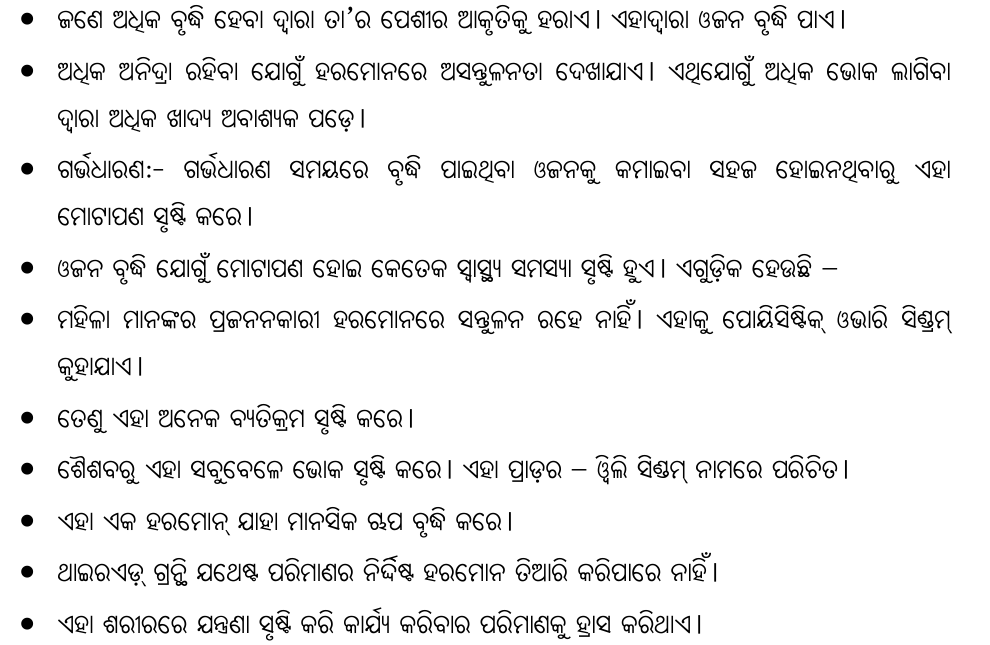 • ଜଣେ ଅଧିକ ବୃଦ୍ଧି ହେବା ଦ୍ୱାରା ତା’ର ପେଶୀର ଆକୃତିକୁ ହରାଏ। ଏହାଦ୍ୱାରା ଓଜନ ବୃଦ୍ଧି ପାଏ।
• ଅଧିକ ଅନିଦ୍ରା ରହିବା ଯୋଗୁଁ ହରମୋନରେ ଅସନ୍ତୁଳନତା ଦେଖାଯାଏ। ଏଥିଯୋଗୁଁ ଅଧିକ ଭୋକ ଲାଗିବା
ଦ୍ୱାରା ଅଧିକ ଖାଦ୍ୟ ଅବାଶ୍ୟକ ପଡ଼େ।
• ଗର୍ଭଧାରଣ:- ଗର୍ଭଧାରଣ ସମୟରେ ବୃଦ୍ଧି ପାଇଥିବା ଓଜନକୁ କମାଇବା ସହଜ ହୋଇନଥିବାରୁ ଏହା
ମୋଟାପଣ ସୃଷ୍ଟି କରେ।
• ଓଜନ ବୃଦ୍ଧି ଯୋଗୁଁ ମୋଟାପଣ ହୋଇ କେତେକ ସ୍ୱାସ୍ଥ୍ୟ ସମସ୍ୟା ସୃଷ୍ଟି ହୁଏ। ଏଗୁଡ଼ିକ ହେଉଛି –
• ମହିଳା ମାନଙ୍କର ପ୍ରଜନନକାରୀ ହରମୋନରେ ସନ୍ତୁଳନ ରହେ ନାହିଁ। ଏହାକୁ ପୋୟିସିଷ୍ଟିକ୍ ଓଭାରି ସିଣ୍ଡ୍ରମ୍
କୁହାଯାଏ।
• ତେଣୁ ଏହା ଅନେକ ବ୍ୟତିକ୍ରମ ସୃଷ୍ଟି କରେ।
• ଶୈଶବରୁ ଏହା ସବୁବେଳେ ଭୋକ ସୃଷ୍ଟି କରେ। ଏହା ପ୍ରାଡ଼ର – ୱିଲି ସିଣ୍ଡମ୍ ନାମରେ ପରିଚିତ।
• ଏହା ଏକ ହରମୋନ୍ ଯାହା ମାନସିକ ଋପ ବୃଦ୍ଧି କରେ।
• ଥାଇରଏଡ଼୍ ଗ୍ରନ୍ଥି ଯଥେଷ୍ଟ ପରିମାଣର ନିର୍ଦ୍ଦିଷ୍ଟ ହରମୋନ ତିଆରି କରିପାରେ ନାହିଁ।
• ଏହା ଶରୀରରେ ଯନ୍ତ୍ରଣା ସୃଷ୍ଟି କରି କାର୍ଯ୍ୟ କରିବାର ପରିମାଣକୁ ହ୍ରାସ କରିଥାଏ।